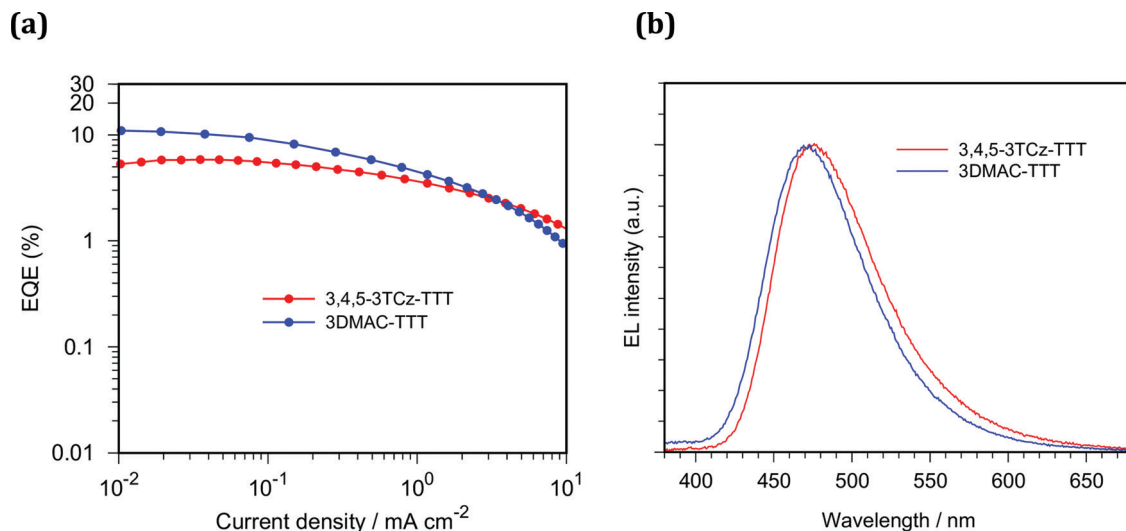 (a)
(b)
30
20
10
1
0.1
0.01
EQE (%)
3,4,5-3TCz-TTT
3DMAC-TTT
10⁻² 10⁻¹ 10⁰ 10¹
Current density / mA cm⁻²
EL intensity (a.u.)
3,4,5-3TCz-TTT
3DMAC-TTT
400 450 500 550 600 650
Wavelength / nm